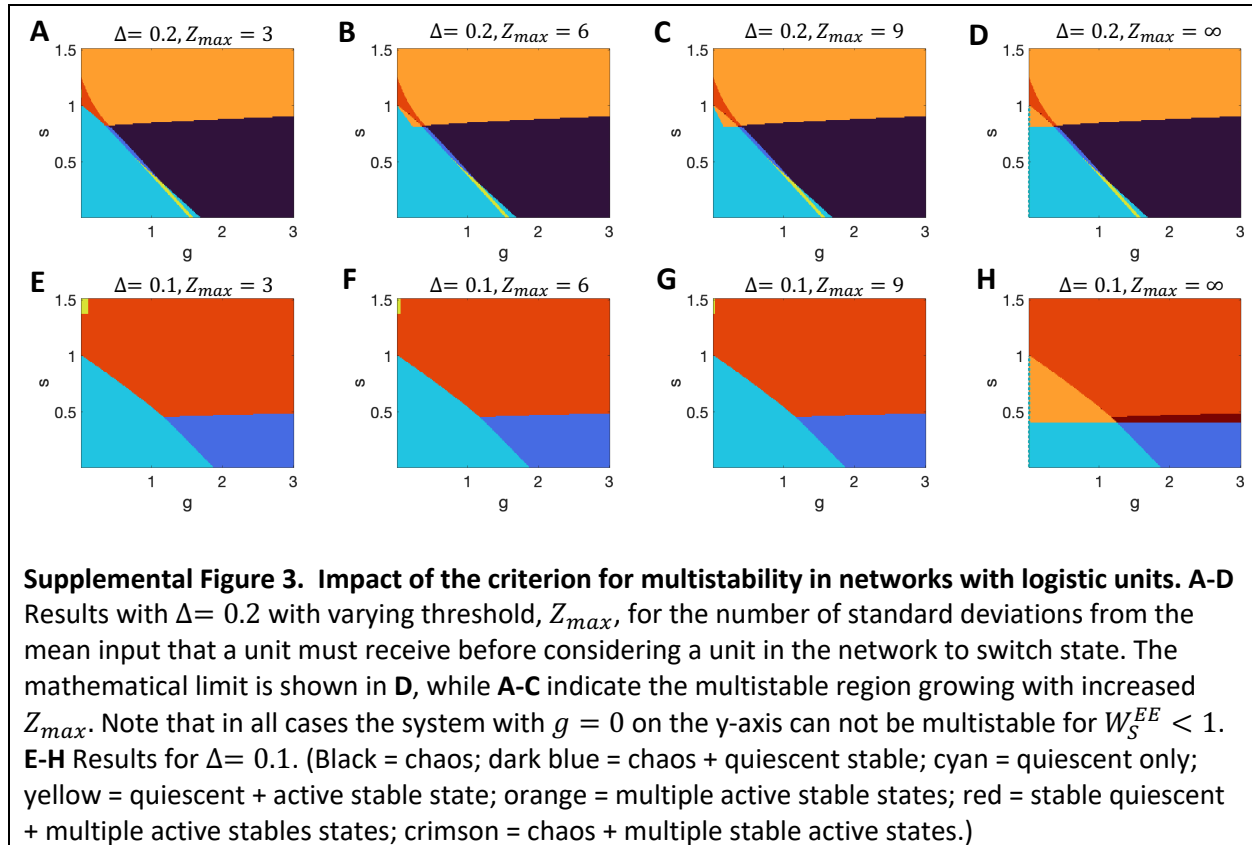 A
Δ= 0.2, Z_max = 3
B
Δ= 0.2, Z_max = 6
C
Δ= 0.2, Z_max = 9
D
Δ= 0.2, Z_max = ∞
1.5
1
0.5
s
1 2 3
g
1.5
1
0.5
s
1 2 3
g
1.5
1
0.5
s
1 2 3
g
1.5
1
0.5
s
1 2 3
g
E
Δ= 0.1, Z_max = 3
F
Δ= 0.1, Z_max = 6
G
Δ= 0.1, Z_max = 9
H
Δ= 0.1, Z_max = ∞
1.5
1
0.5
s
1 2 3
g
1.5
1
0.5
s
1 2 3
g
1.5
1
0.5
s
1 2 3
g
1.5
1
0.5
s
1 2 3
g
Supplemental Figure 3. Impact of the criterion for multistability in networks with logistic units. A-D
Results with Δ= 0.2 with varying threshold, Z_max, for the number of standard deviations from the
mean input that a unit must receive before considering a unit in the network to switch state. The
mathematical limit is shown in D, while A-C indicate the multistable region growing with increased
Z_max. Note that in all cases the system with g = 0 on the y-axis can not be multistable for W_S^EE < 1.
E-H Results for Δ= 0.1. (Black = chaos; dark blue = chaos + quiescent stable; cyan = quiescent only;
yellow = quiescent + active stable state; orange = multiple active stable states; red = stable quiescent
+ multiple active stables states; crimson = chaos + multiple stable active states.)